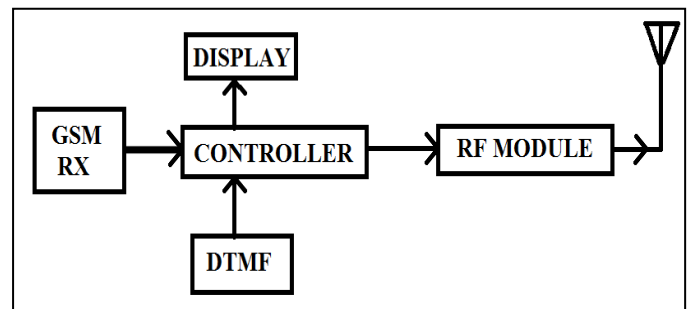 DISPLAY
GSM
RX
CONTROLLER
RF MODULE
DTMF